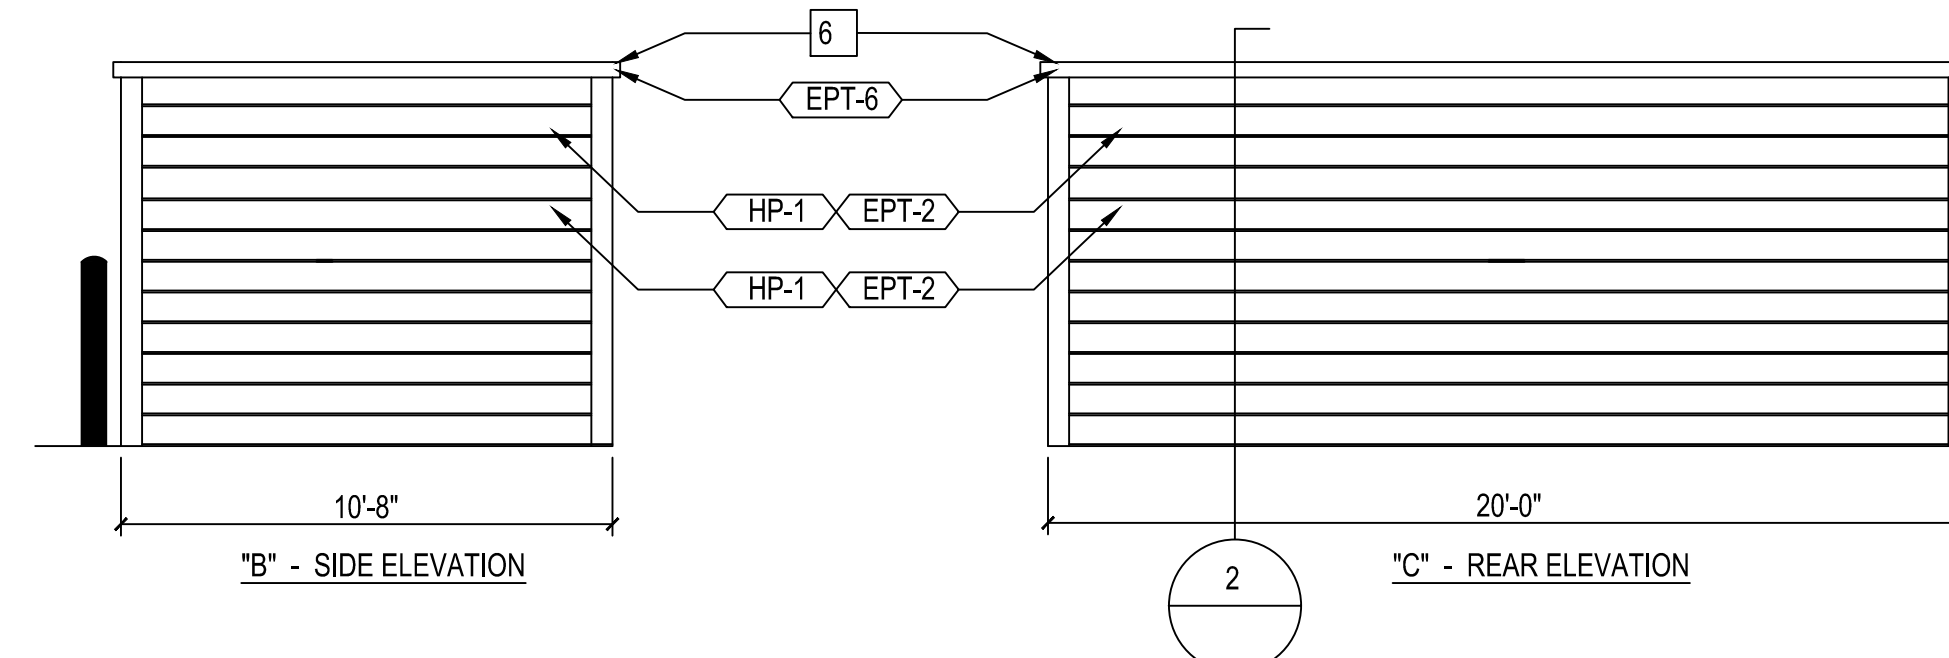 6
EPT-6
HP-1 EPT-2
HP-1 EPT-2
10'-8"
20'-0"
"B" - SIDE ELEVATION
"C" - REAR ELEVATION
2